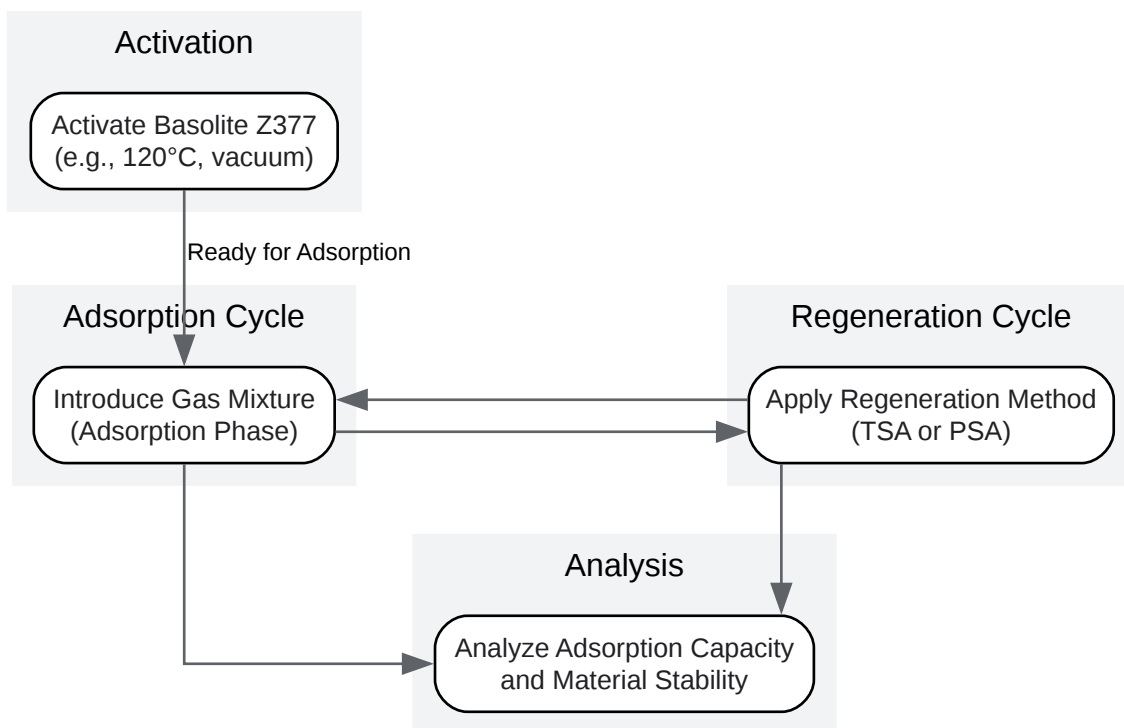 Activation
Activate Basolite Z377
(e.g., 120°C, vacuum)
Ready for Adsorption
Adsorption Cycle
Introduce Gas Mixture
(Adsorption Phase)
Regeneration Cycle
Apply Regeneration Method
(TSA or PSA)
Analysis
Analyze Adsorption Capacity
and Material Stability